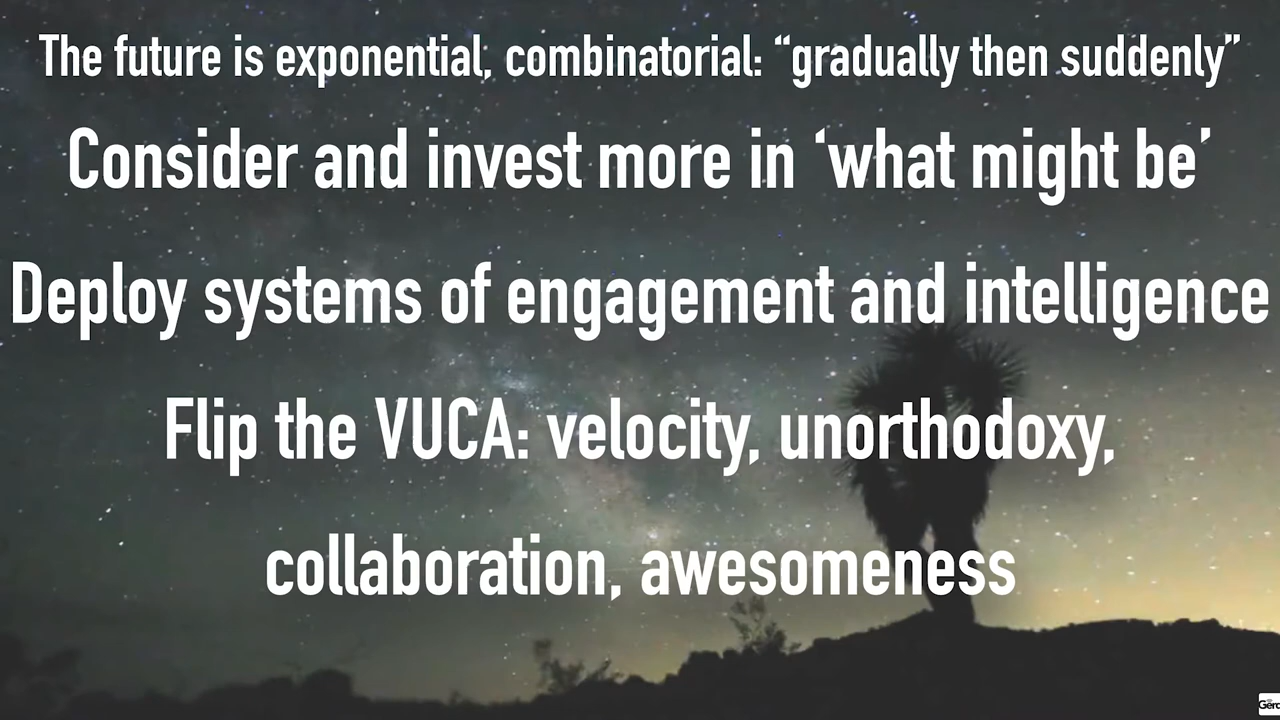 The future is exponential, combinatorial: “gradually then suddenly”
Consider and invest more in ‘what might be’
Deploy systems of engagement and intelligence
Flip the VUCA: velocity, unorthodoxy,
collaboration, awesomeness